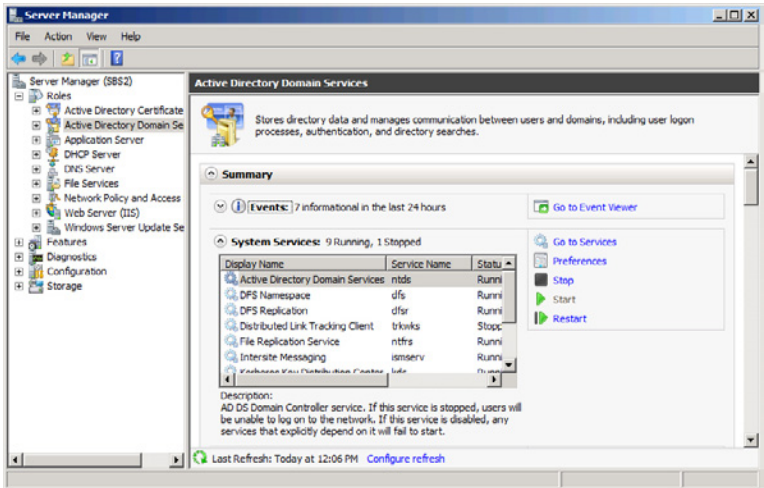 Server Manager
File Action View Help
Server Manager (SBS2)
Roles
Active Directory Certificate
Active Directory Domain Se
Application Server
DHCP Server
DNS Server
File Services
Network Policy and Access
Web Server (IIS)
Windows Server Update Se
Features
Diagnostics
Configuration
Storage
Active Directory Domain Services
Stores directory data and manages communication between users and domains, including user logon
processes, authentication, and directory searches.
Summary
Events: 7 informational in the last 24 hours
Go to Event Viewer
System Services: 9 Running, 1 Stopped
Display Name Service Name Statu
Active Directory Domain Services ntds Runni
DFS Namespace dfs Runni
DFS Replication dfsr Runni
Distributed Link Tracking Client trkwks Stopp
File Replication Service ntfrs Runni
Intersite Messaging ismserv Runni
Kerberos Key Distribution Center kdc Runni
Go to Services
Preferences
Stop
Start
Restart
Description:
AD DS Domain Controller service. If this service is stopped, users will
be unable to log on to the network. If this service is disabled, any
services that explicitly depend on it will fail to start.
Last Refresh: Today at 12:06 PM Configure refresh